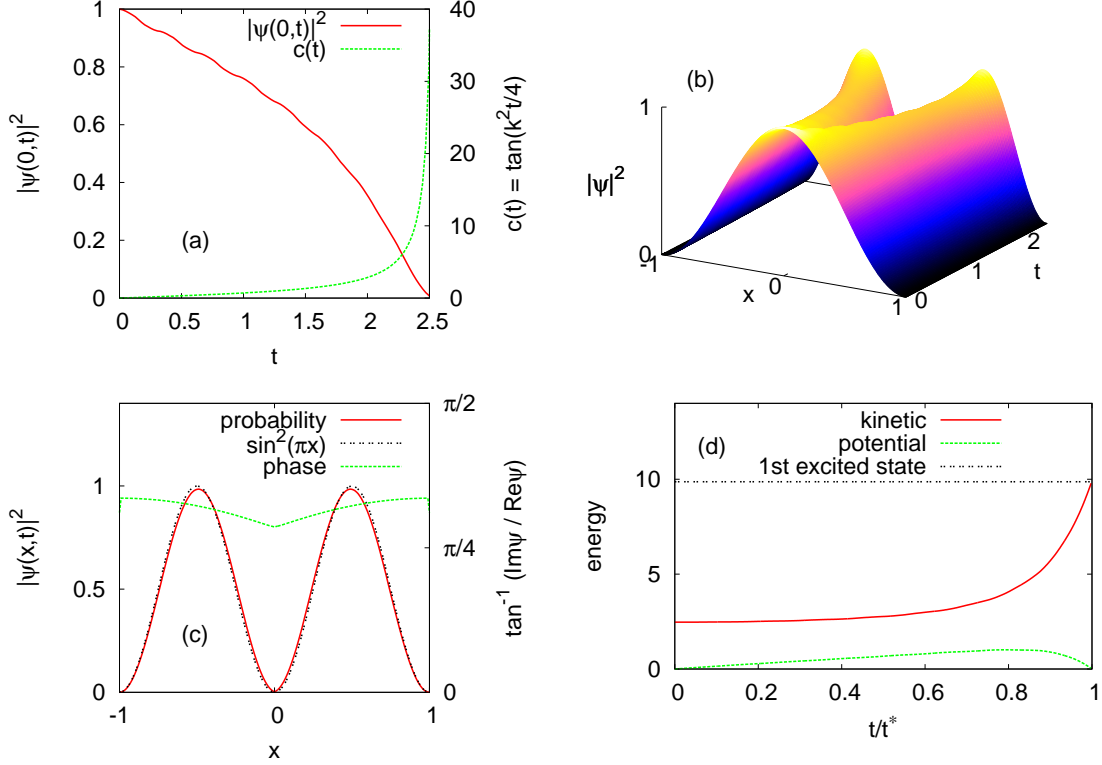 |ψ(0,t)|²
c(t)
1
0.8
0.6
0.4
0.2
0
40
30
20
10
0
0
0.5
1
1.5
2
2.5
t
|ψ(0,t)|²
c(t) = tan(k²t/4)
(a)
(b)
1
0
|ψ|²
-1
0
1
x
0
1
2
t
probability
sin²(πx)
phase
1
0.5
0
π/2
π/4
0
-1
0
1
x
|ψ(x,t)|²
tan⁻¹ (Imψ / Reψ)
(c)
kinetic
potential
1st excited state
(d)
10
5
0
0
0.2
0.4
0.6
0.8
1
t/t*
energy